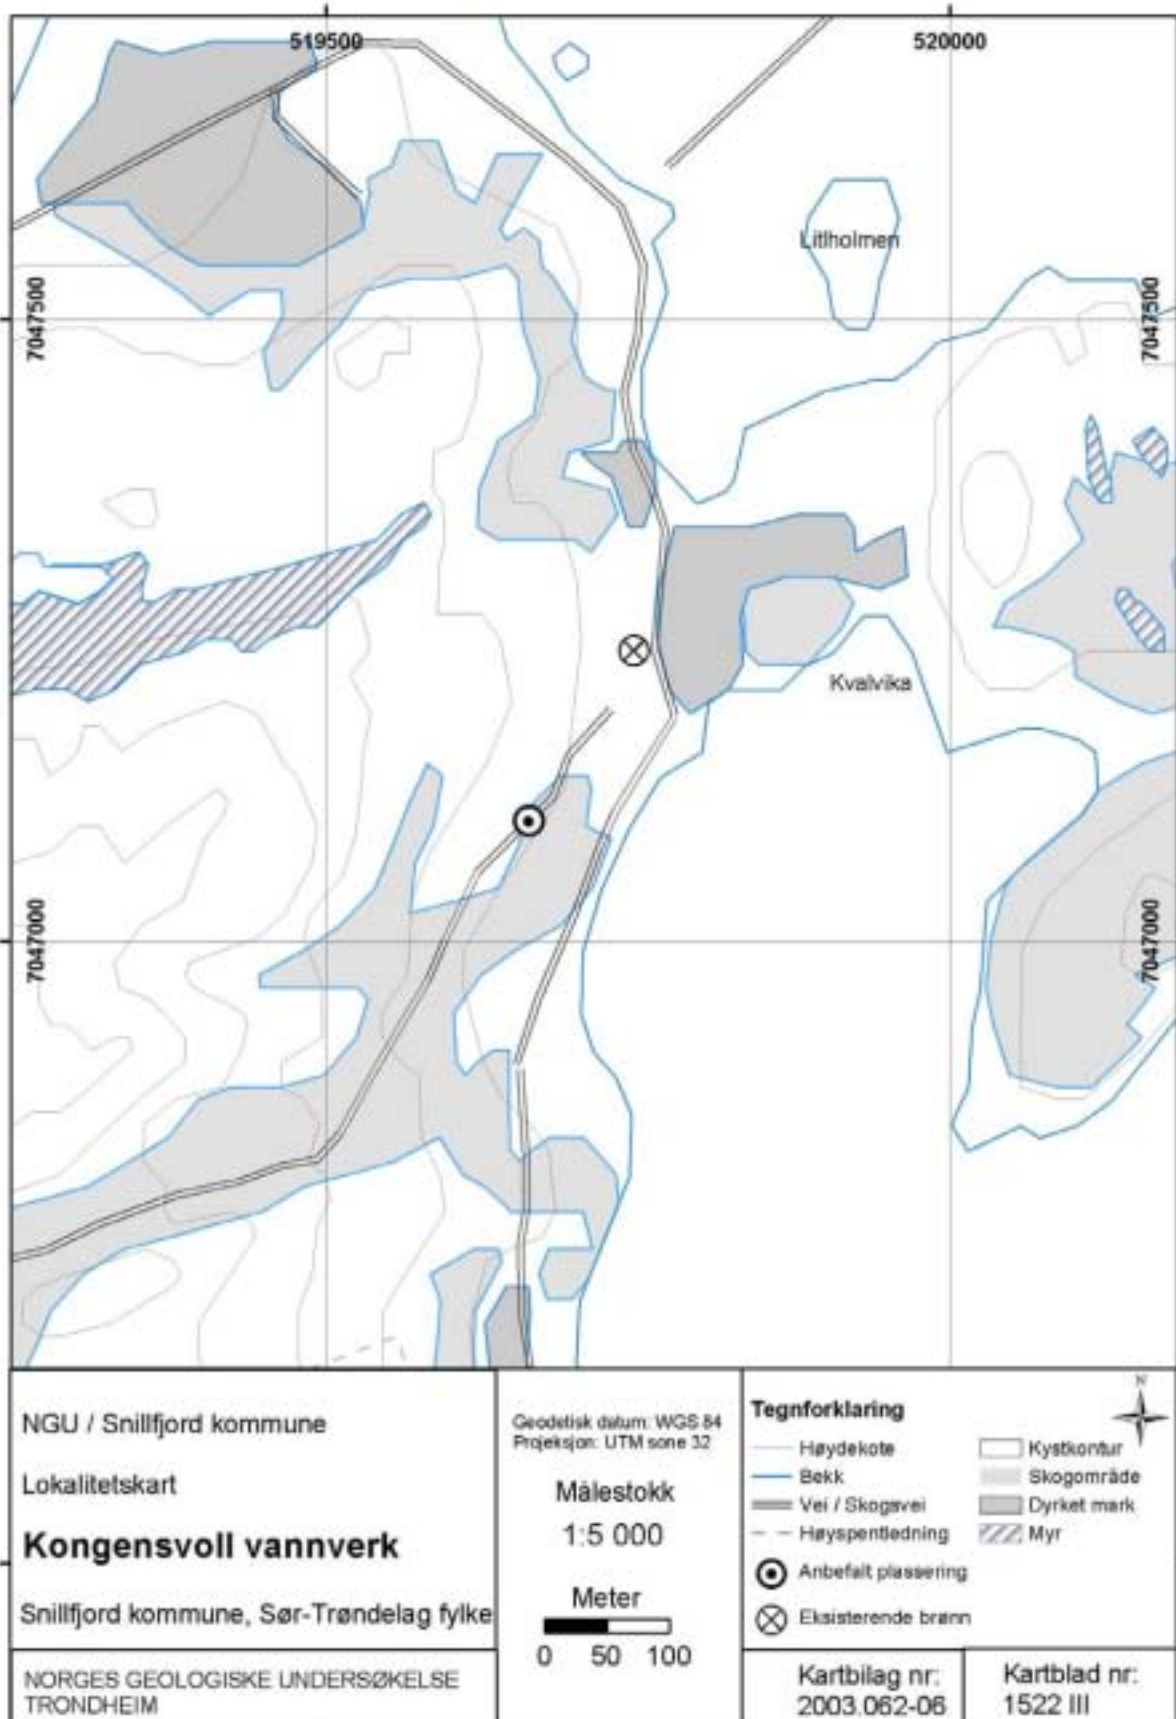 519500
520000
Litlholmen
7047500
7047500
Kvalvika
7047000
7047000
NGU / Snillfjord kommune
Lokalitetskart
Kongensvoll vannverk
Snillfjord kommune, Sør-Trøndelag fylke
NORGES GEOLOGISKE UNDERSØKELSE
TRONDHEIM
Geodetisk datum: WGS 84
Projeksjon: UTM sone 32
Målestokk
1:5 000
Meter
0 50 100
Tegnforklaring
N
Høydekote
Bekk
Vei / Skogsvei
Høyspentledning
Kystkontur
Skogområde
Dyrket mark
Myr
Anbefalt plassering
Eksisterende brønn
Kartbilag nr:
2003.062-06
Kartblad nr:
1522 III